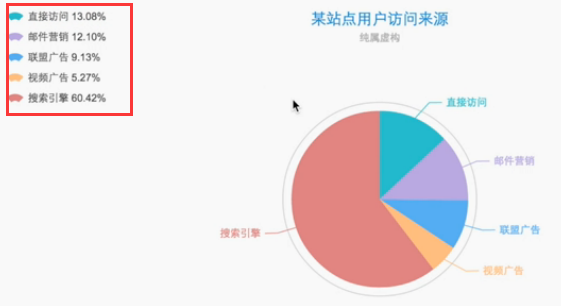 直接访问 13.08%
邮件营销 12.10%
联盟广告 9.13%
视频广告 5.27%
搜索引擎 60.42%
某站点用户访问来源
纯属虚构
直接访问
邮件营销
联盟广告
视频广告
搜索引擎